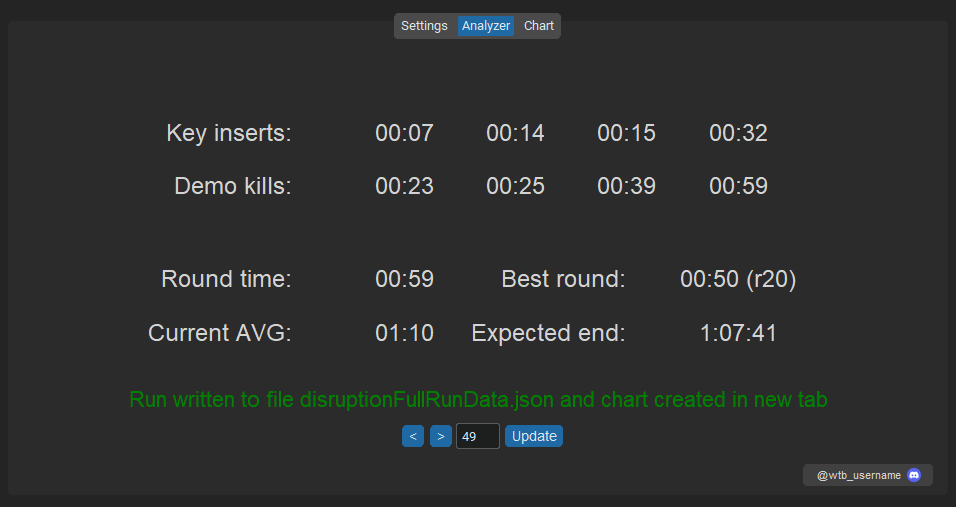 Settings Analyzer Chart
Key inserts: 00:07 00:14 00:15 00:32
Demo kills: 00:23 00:25 00:39 00:59
Round time: 00:59 Best round: 00:50 (r20)
Current AVG: 01:10 Expected end: 1:07:41
Run written to file disruptionFullRunData.json and chart created in new tab
< > 49 Update
@wtb_username